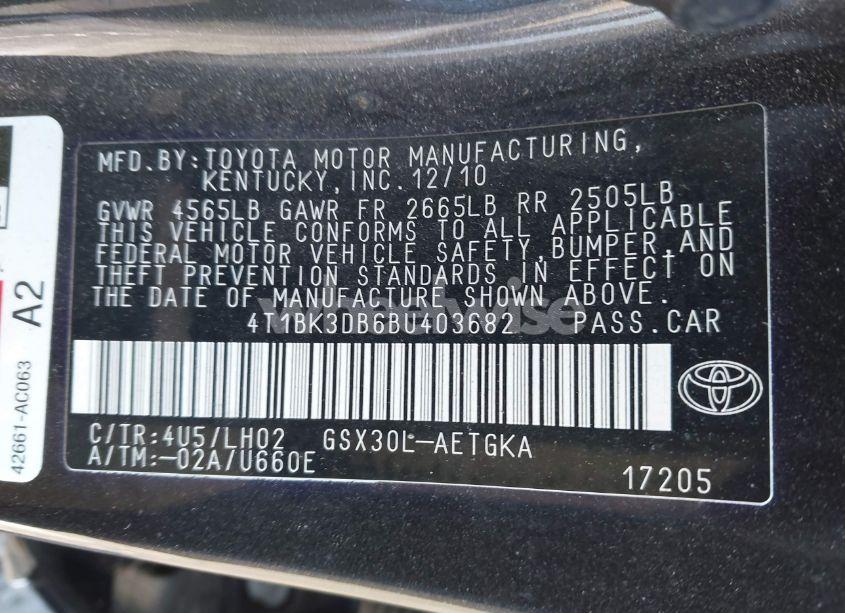 MFD.BY:TOYOTA MOTOR MANUFACTURING,
KENTUCKY,INC.12/10
GVWR 4565LB GAWR FR 2665LB RR 2505LB
THIS VEHICLE CONFORMS TO ALL APPLICABLE
FEDERAL MOTOR VEHICLE SAFETY,BUMPER,AND
THEFT PREVENTION STANDARDS IN EFFECT ON
THE DATE OF MANUFACTURE SHOWN ABOVE.
4T1BK3DB6BU403682 PASS.CAR
C/TR:4U5/LH02 GSX30L-AETGKA
A/TM:-02A/U660E
17205
42661-AC063
A2